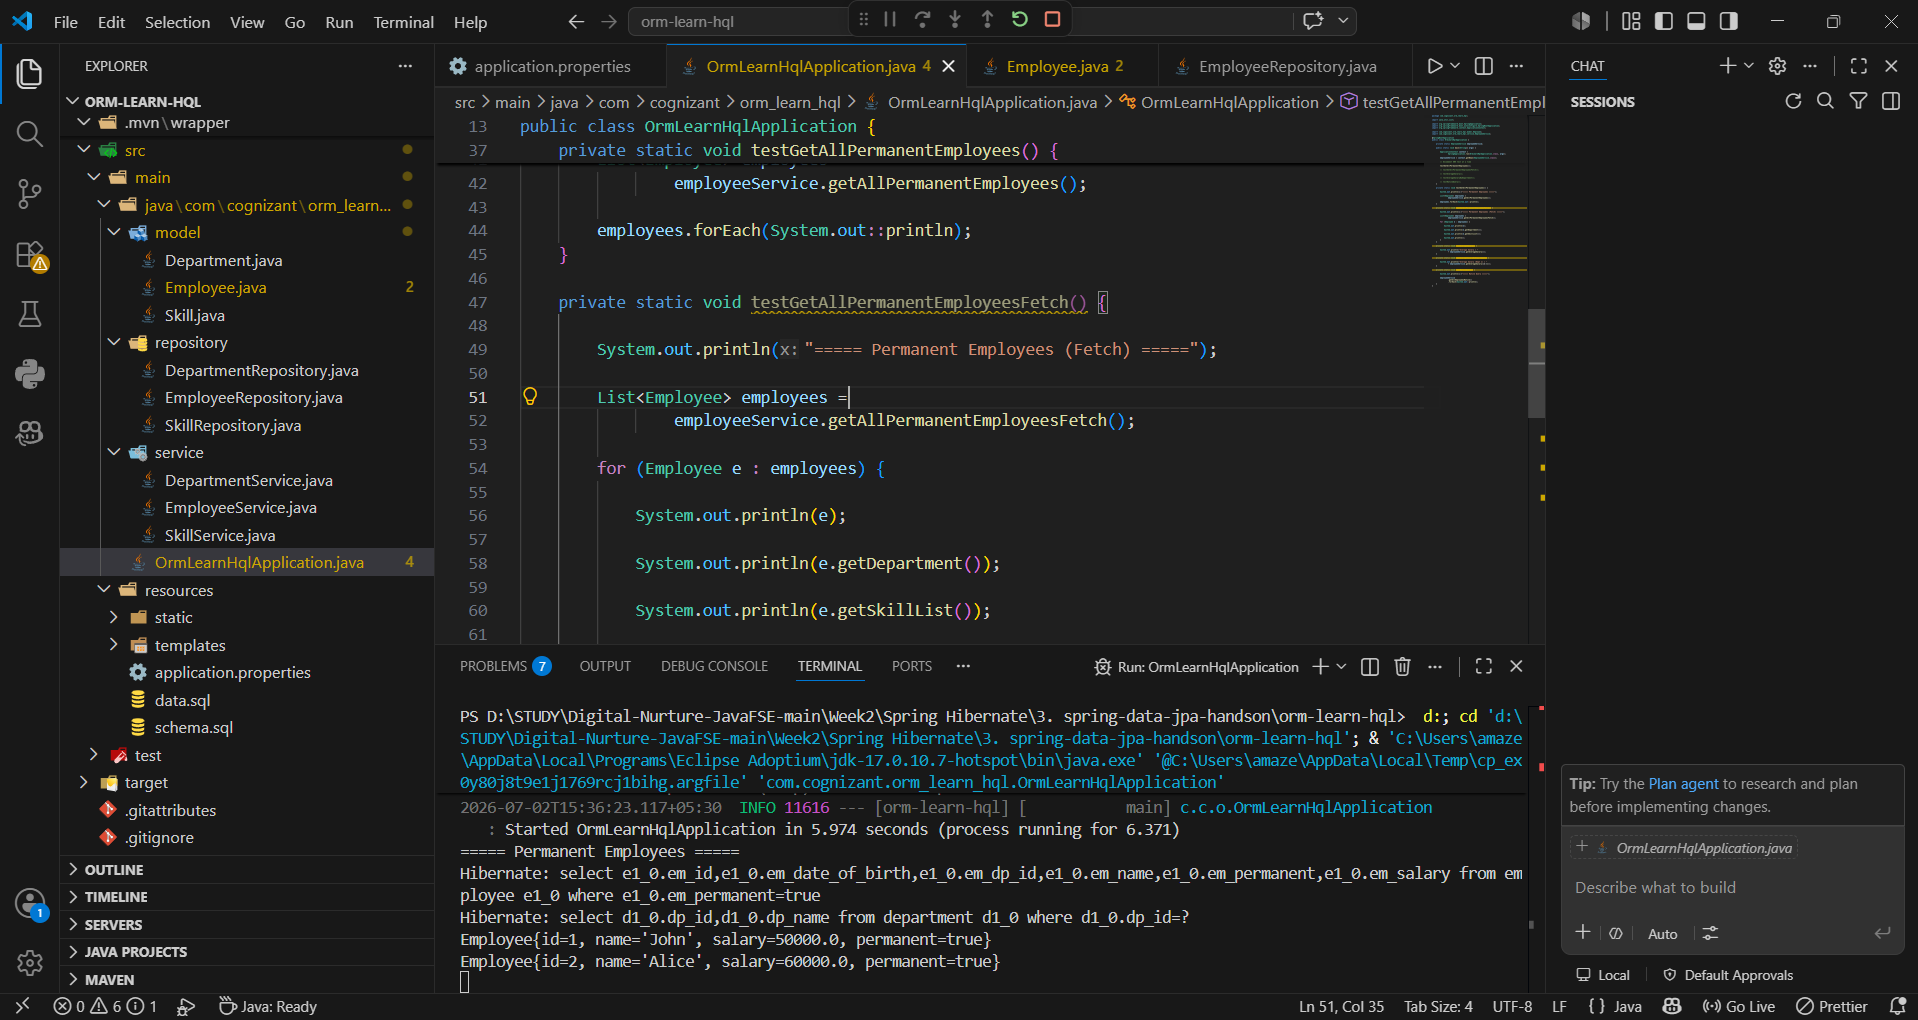 File Edit Selection View Go Run Terminal Help
orm-learn-hql
EXPLORER
ORM-LEARN-HQL
.mvn\wrapper
src
main
java\com\cognizant\orm_learn...
model
Department.java
Employee.java 2
Skill.java
repository
DepartmentRepository.java
EmployeeRepository.java
SkillRepository.java
service
DepartmentService.java
EmployeeService.java
SkillService.java
OrmLearnHqlApplication.java 4
resources
static
templates
application.properties
data.sql
schema.sql
test
target
.gitattributes
.gitignore
OUTLINE
TIMELINE
SERVERS
JAVA PROJECTS
MAVEN
1
application.properties OrmLearnHqlApplication.java 4 Employee.java 2 EmployeeRepository.java
src > main > java > com > cognizant > orm_learn_hql > OrmLearnHqlApplication.java > OrmLearnHqlApplication > testGetAllPermanentEmpl
13 public class OrmLearnHqlApplication {
37 private static void testGetAllPermanentEmployees() {
42 employeeService.getAllPermanentEmployees();
43
44 employees.forEach(System.out::println);
45 }
46
47 private static void testGetAllPermanentEmployeesFetch() {
48
49 System.out.println(x: "===== Permanent Employees (Fetch) =====");
50
51 List<Employee> employees =
52 employeeService.getAllPermanentEmployeesFetch();
53
54 for (Employee e : employees) {
55
56 System.out.println(e);
57
58 System.out.println(e.getDepartment());
59
60 System.out.println(e.getSkillList());
61
PROBLEMS 7 OUTPUT DEBUG CONSOLE TERMINAL PORTS
Run: OrmLearnHqlApplication
PS D:\STUDY\Digital-Nurture-JavaFSE-main\Week2\Spring Hibernate\3. spring-data-jpa-handson\orm-learn-hql> d:; cd 'd:\
STUDY\Digital-Nurture-JavaFSE-main\Week2\Spring Hibernate\3. spring-data-jpa-handson\orm-learn-hql'; & 'C:\Users\amaze
\AppData\Local\Programs\Eclipse Adoptium\jdk-17.0.10.7-hotspot\bin\java.exe' '@C:\Users\amaze\AppData\Local\Temp\cp_ex
0y80j8t9e1j1769rcj1bihg.argfile' 'com.cognizant.orm_learn_hql.OrmLearnHqlApplication'
2026-07-02T15:36:23.117+05:30 INFO 11616 --- [orm-learn-hql] [ main] c.c.o.OrmLearnHqlApplication
: Started OrmLearnHqlApplication in 5.974 seconds (process running for 6.371)
===== Permanent Employees =====
Hibernate: select e1_0.em_id,e1_0.em_date_of_birth,e1_0.em_dp_id,e1_0.em_name,e1_0.em_permanent,e1_0.em_salary from em
ployee e1_0 where e1_0.em_permanent=true
Hibernate: select d1_0.dp_id,d1_0.dp_name from department d1_0 where d1_0.dp_id=?
Employee{id=1, name='John', salary=50000.0, permanent=true}
Employee{id=2, name='Alice', salary=60000.0, permanent=true}
CHAT
SESSIONS
Tip: Try the Plan agent to research and plan
before implementing changes.
OrmLearnHqlApplication.java
Describe what to build
Auto
Local Default Approvals
0 6 1 Java: Ready
Ln 51, Col 35 Tab Size: 4 UTF-8 LF { } Java Go Live Prettier